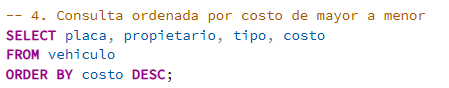 -- 4. Consulta ordenada por costo de mayor a menor
SELECT placa, propietario, tipo, costo
FROM vehiculo
ORDER BY costo DESC;